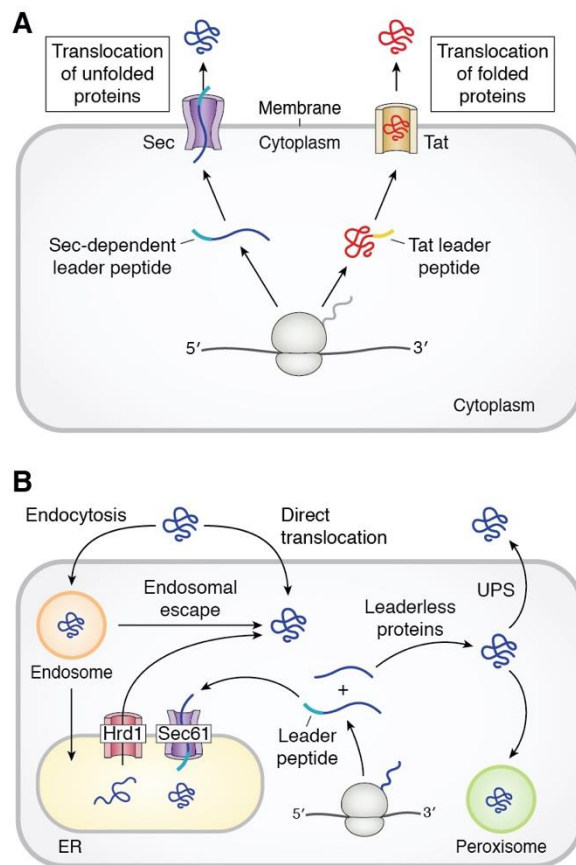 A
Translocation
of unfolded
proteins
Translocation
of folded
proteins
Membrane
Sec
Cytoplasm
Tat
Sec-dependent
leader peptide
Tat leader
peptide
5′
3′
Cytoplasm
B
Endocytosis
Direct
translocation
Endosomal
escape
UPS
Leaderless
proteins
Endosome
+
Hrd1
Sec61
Leader
peptide
5′
3′
ER
Peroxisome